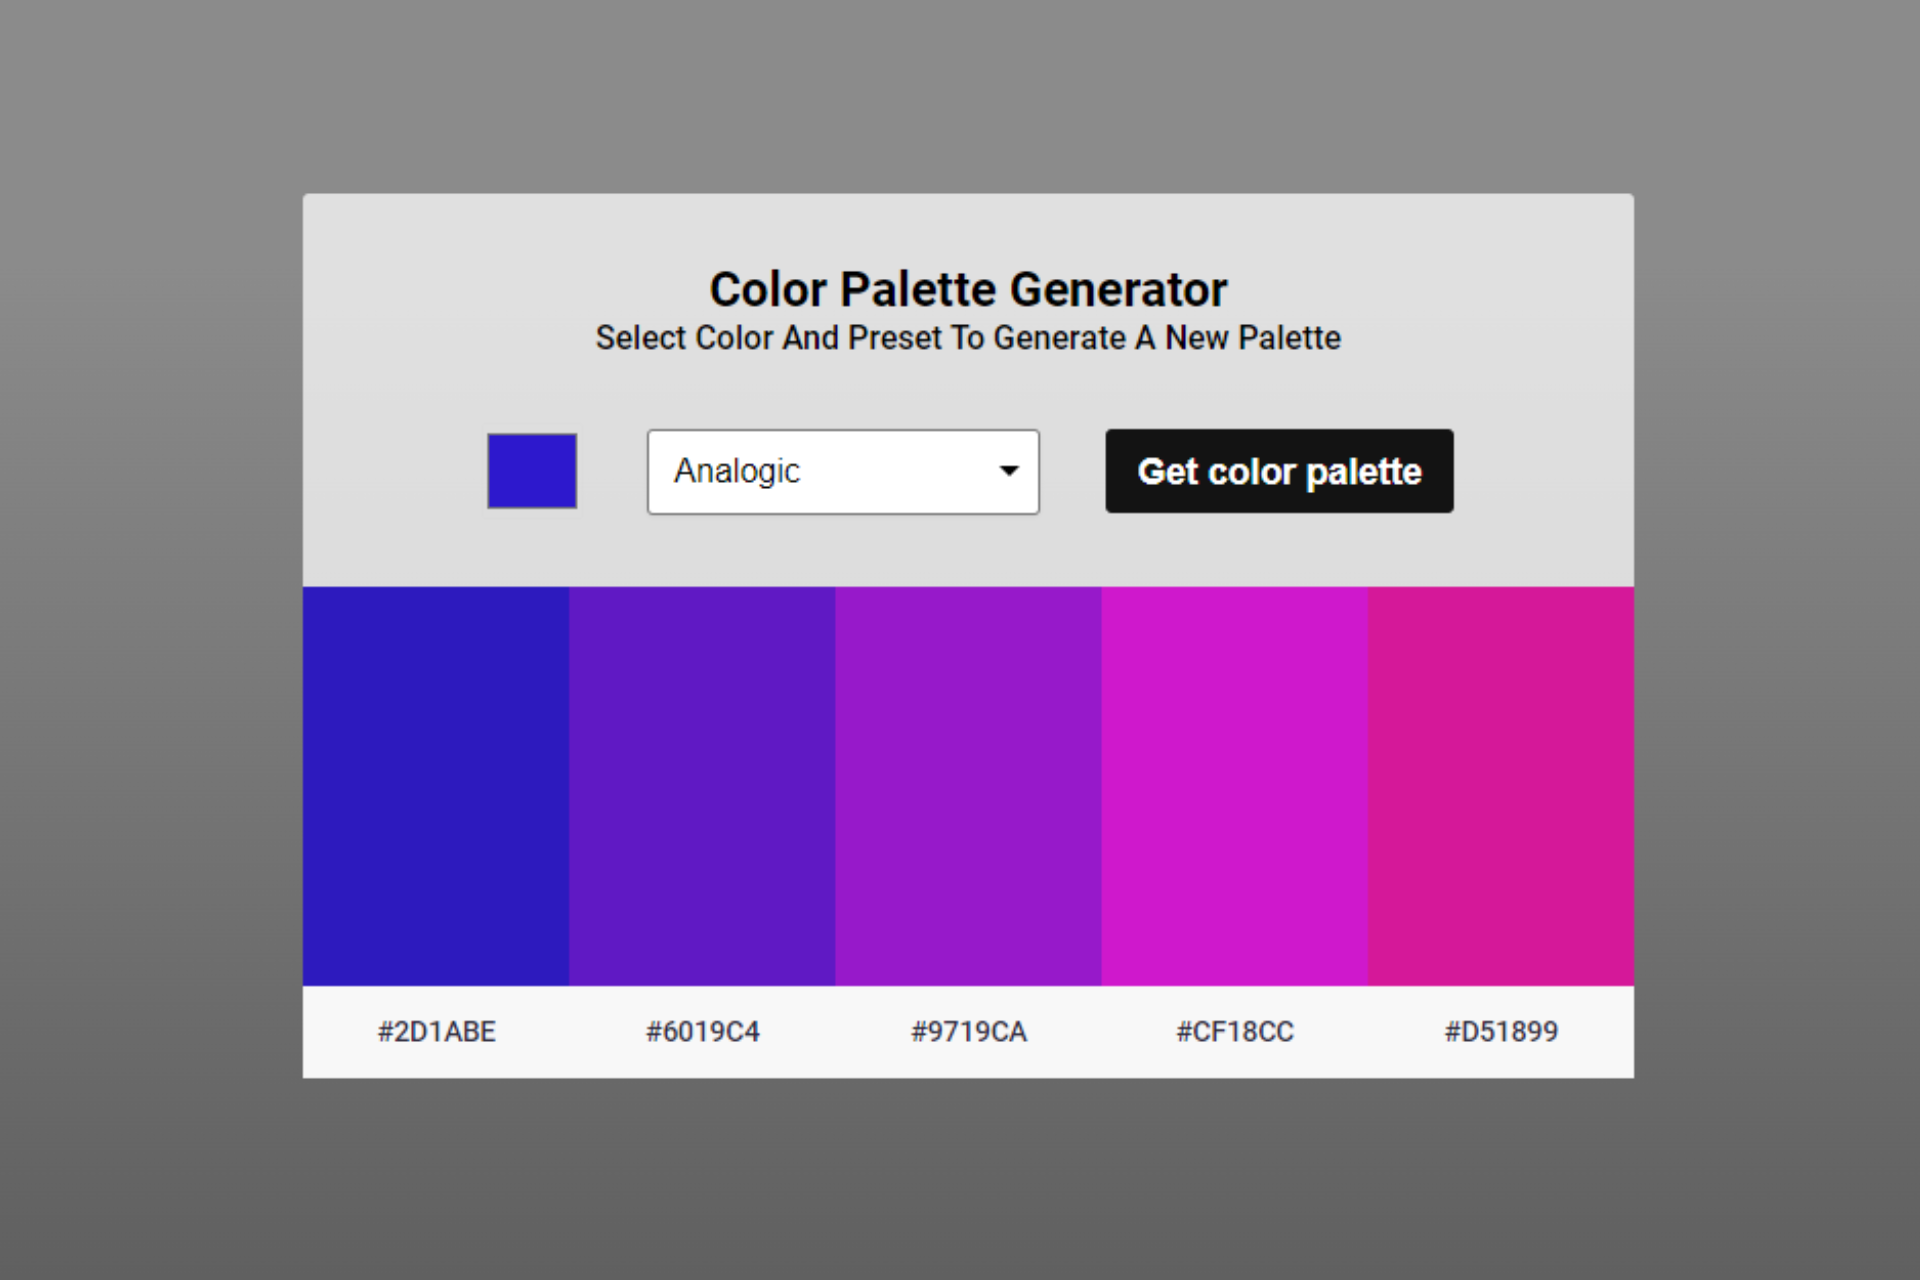 Color Palette Generator
Select Color And Preset To Generate A New Palette
Analogic
Get color palette
#2D1ABE
#6019C4
#9719CA
#CF18CC
#D51899